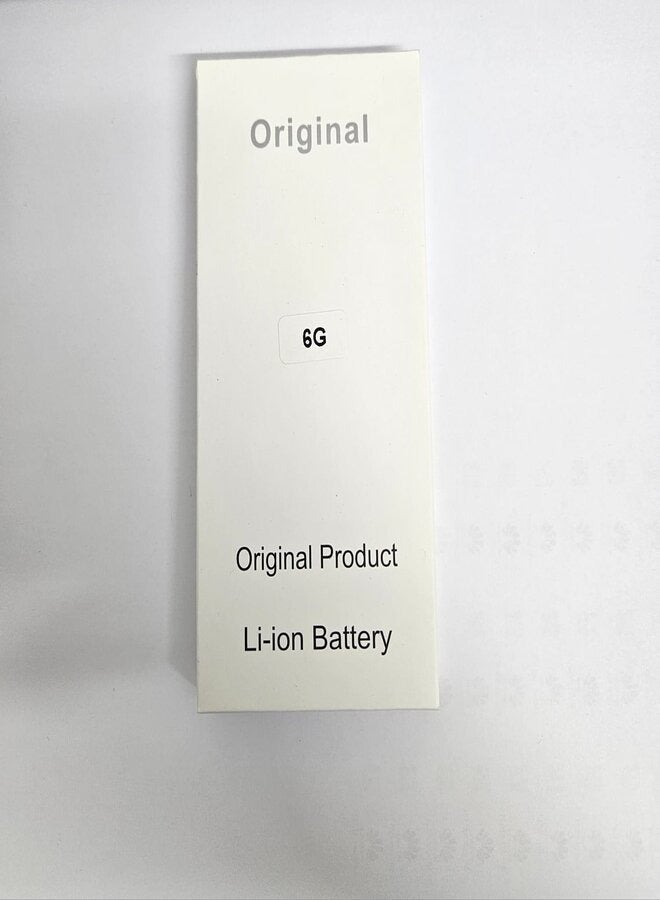 Original
6G
Original Product
Li-ion Battery